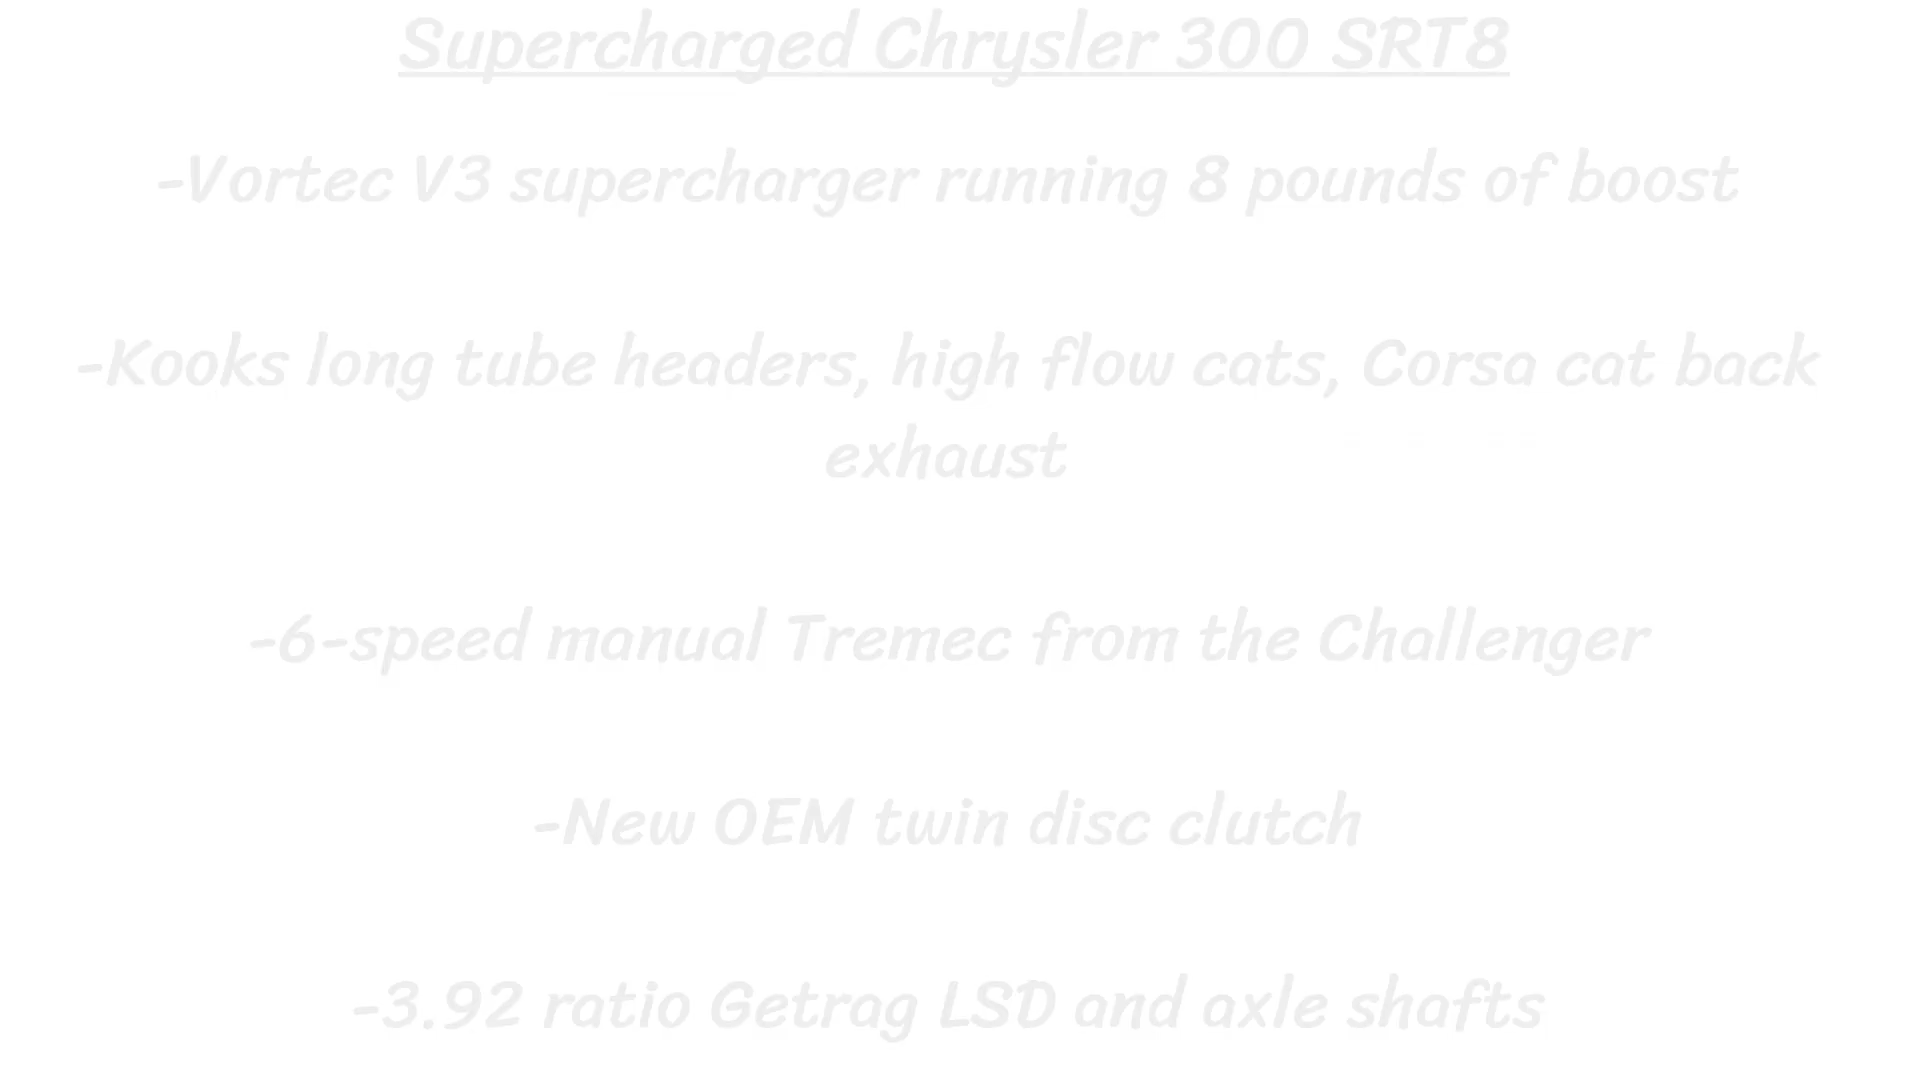 Supercharged Chrysler 300 SRT8
-Vortec V3 supercharger running 8 pounds of boost
-Kooks long tube headers, high flow cats, Corsa cat back
exhaust
-6-speed manual Tremec from the Challenger
-New OEM twin disc clutch
-3.92 ratio Getrag LSD and axle shafts